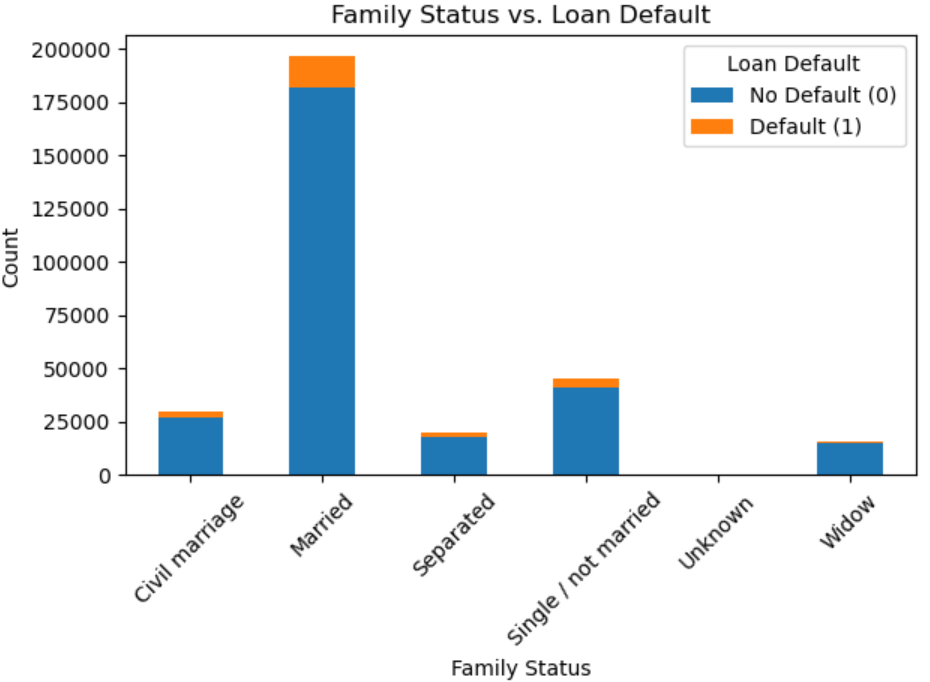 Family Status vs. Loan Default
Loan Default
No Default (0)
Default (1)
200000
175000
150000
125000
100000
75000
50000
25000
0
Count
Civil marriage
Married
Separated
Single / not married
Unknown
Widow
Family Status